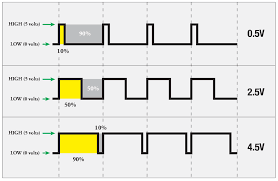 HIGH (5 volts)
90%
LOW (0 volts)
10%
0.5V
HIGH (5 volts)
50%
LOW (0 volts)
50%
2.5V
10%
HIGH (5 volts)
LOW (0 volts)
90%
4.5V